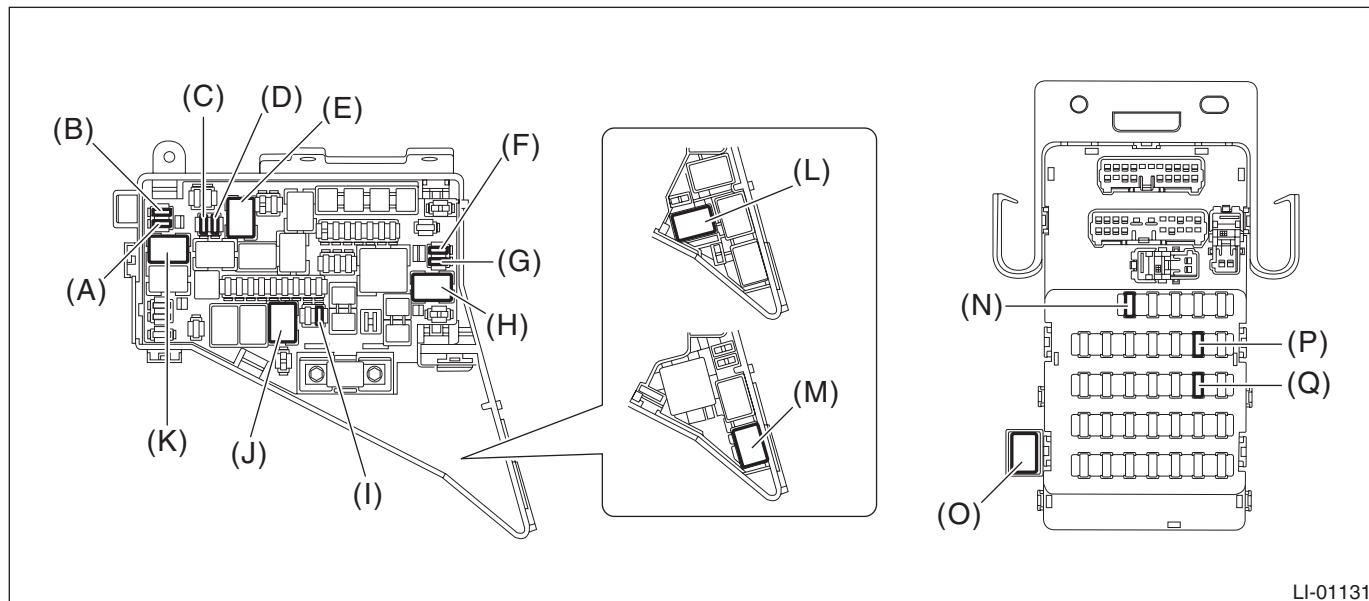 (C)
(D)
(E)
(B)
(F)
(L)
(G)
(A)
(H)
(N)
(P)
(Q)
(M)
(K)
(J)
(I)
(O)
LI-01131